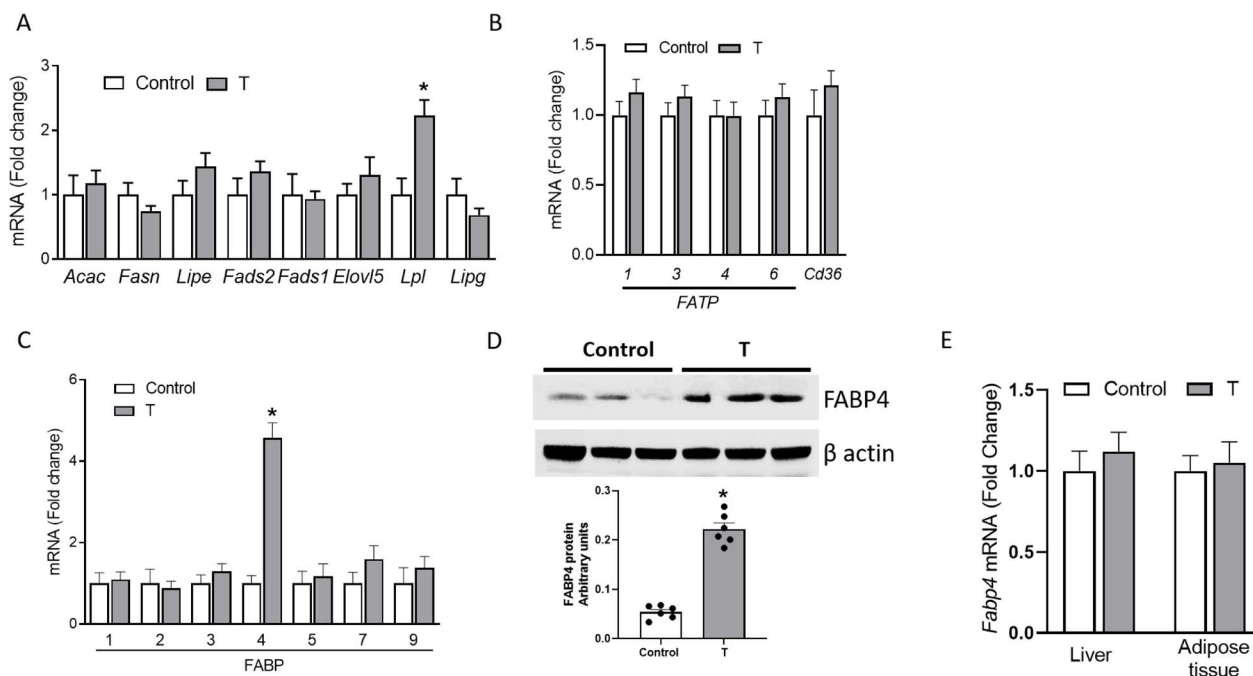 A
Control T
mRNA (Fold change)
3
2
1
0
*
Acac Fasn Lipe Fads2 Fads1 Elovl5 Lpl Lipg
B
Control T
mRNA (Fold change)
1.5
1.0
0.5
0.0
1 3 4 6 Cd36
FATP
C
Control
T
mRNA (Fold change)
6
4
2
0
*
1 2 3 4 5 7 9
FABP
D
Control T
FABP4
β actin
FABP4 protein
Arbitrary units
0.3
0.2
0.1
0.0
*
Control T
E
Control T
Fabp4 mRNA (Fold Change)
1.5
1.0
0.5
0.0
Liver Adipose
tissue